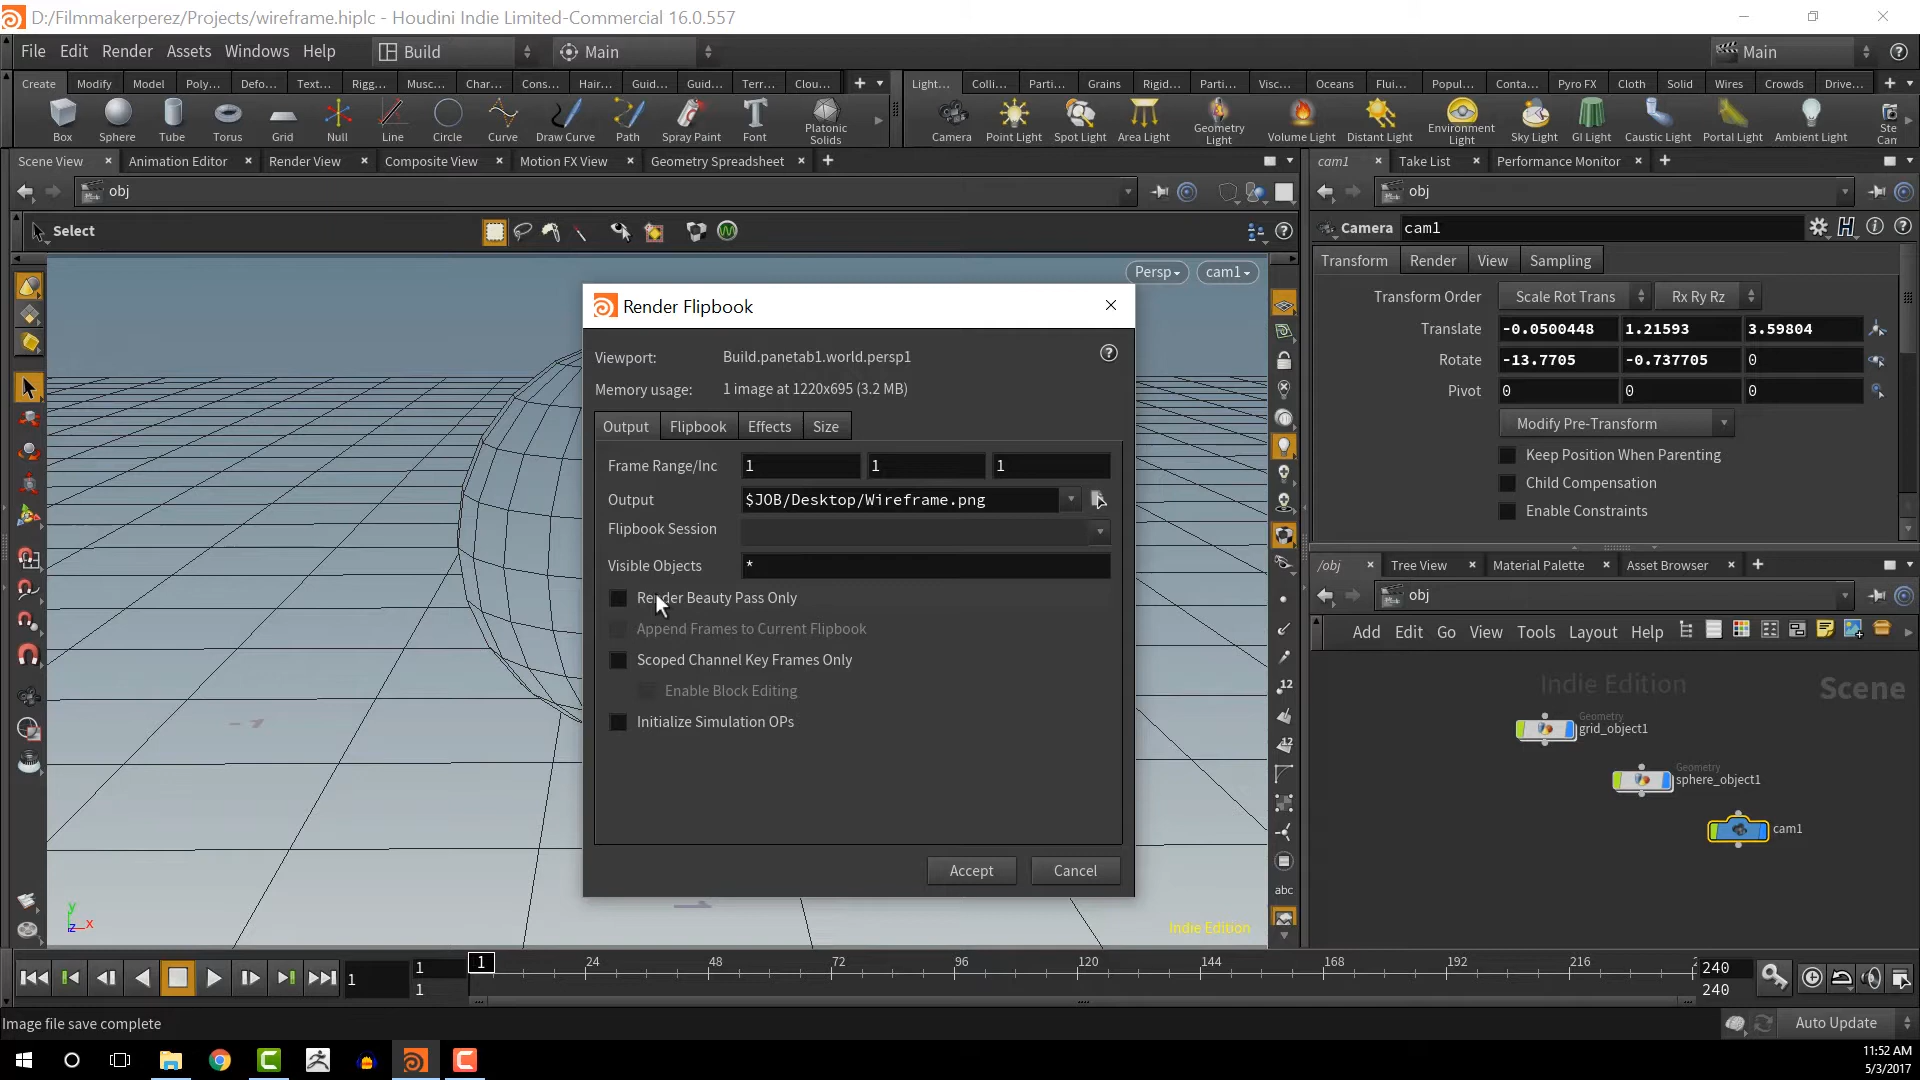 D:/Filmmakerperez/Projects/wireframe.hiplc - Houdini Indie Limited-Commercial 16.0.557
File Edit Render Assets Windows Help Build Main Main
Create Modify Model Poly... Defo... Text... Rigg... Musc... Char... Cons... Hair... Guid... Guid... Terr... Clou... Light... Colli... Parti... Grains Rigid... Parti... Visc... Oceans Flui... Popul... Conta... Pyro FX Cloth Solid Wires Crowds Drive...
Box Sphere Tube Torus Grid Null Line Circle Curve Draw Curve Path Spray Paint Font Platonic Solids Camera Point Light Spot Light Area Light Geometry Light Volume Light Distant Light Environment Light Sky Light GI Light Caustic Light Portal Light Ambient Light Ste Can
Scene View Animation Editor Render View Composite View Motion FX View Geometry Spreadsheet cam1 Take List Performance Monitor
obj obj
Select Camera cam1
Persp cam1
Transform Render View Sampling
Transform Order Scale Rot Trans Rx Ry Rz
Translate -0.0500448 1.21593 3.59804
Rotate -13.7705 -0.737705 0
Pivot 0 0 0
Modify Pre-Transform
Keep Position When Parenting
Child Compensation
Enable Constraints
Render Flipbook
Viewport: Build.panetab1.world.persp1
Memory usage: 1 image at 1220x695 (3.2 MB)
Output Flipbook Effects Size
Frame Range/Inc 1 1 1
Output $JOB/Desktop/Wireframe.png
Flipbook Session
Visible Objects *
Render Beauty Pass Only
Append Frames to Current Flipbook
Scoped Channel Key Frames Only
Enable Block Editing
Initialize Simulation OPs
Accept Cancel
12
12
abc
/obj Tree View Material Palette Asset Browser
obj
Add Edit Go View Tools Layout Help
Indie Edition Scene
Geometry
grid_object1
Geometry
sphere_object1
cam1
y
z x
Indie Edition
1 1 1 24 48 72 96 120 144 168 192 216 2 240
1 240
Image file save complete Auto Update
11:52 AM
5/3/2017